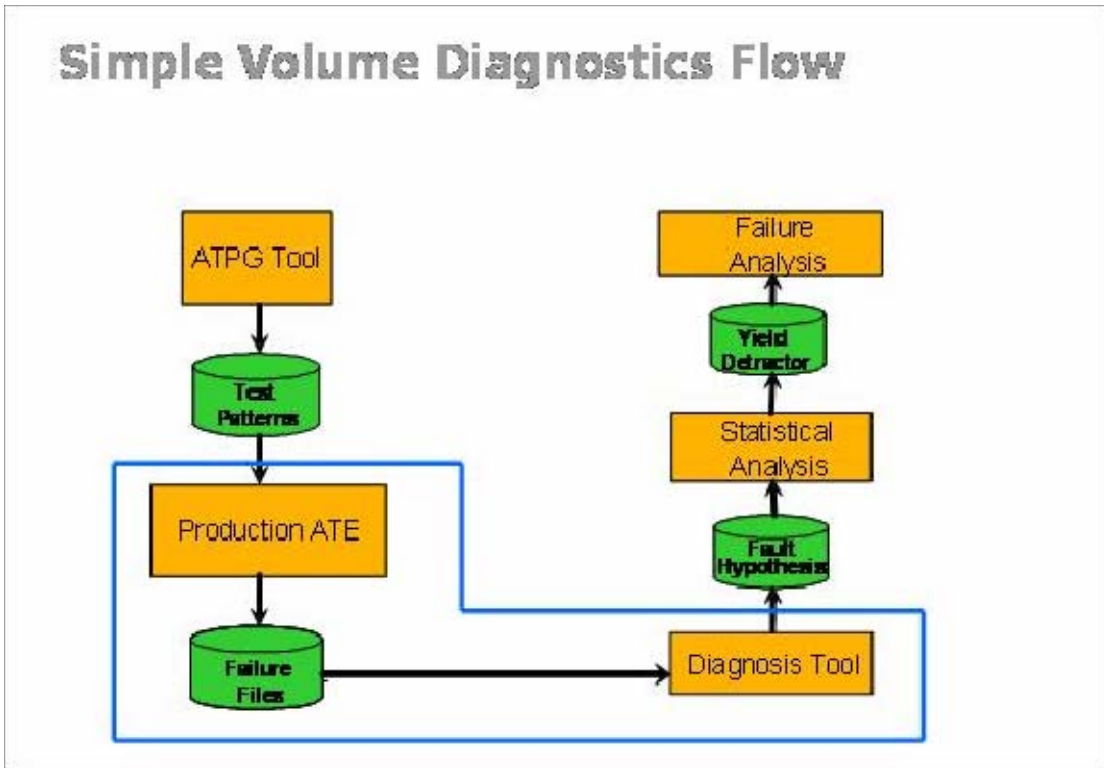 Simple Volume Diagnostics Flow
ATPG Tool
Test
Patterns
Production ATE
Failure
Files
Diagnosis Tool
Fault
Hypothesis
Statistical
Analysis
Yield
Detractor
Failure
Analysis